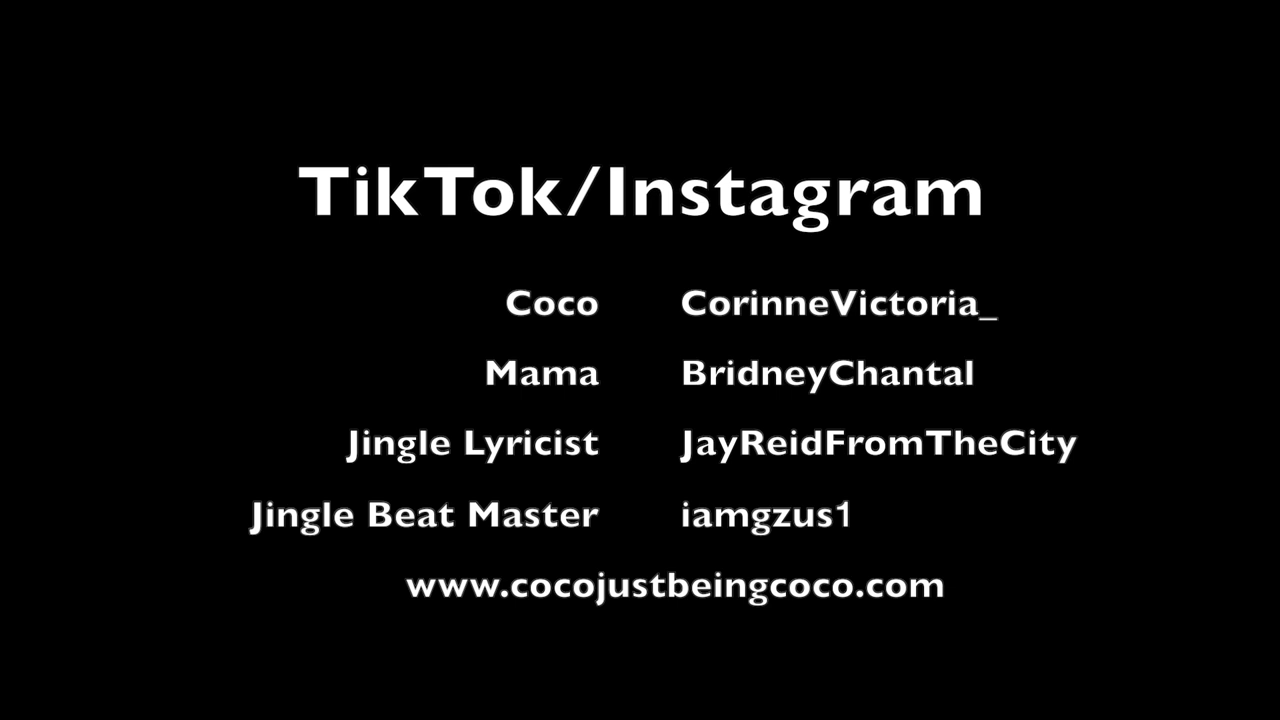 TikTok/Instagram
Coco CorinneVictoria_
Mama BridneyChantal
Jingle Lyricist JayReidFromTheCity
Jingle Beat Master iamgzus1
www.cocojustbeingcoco.com